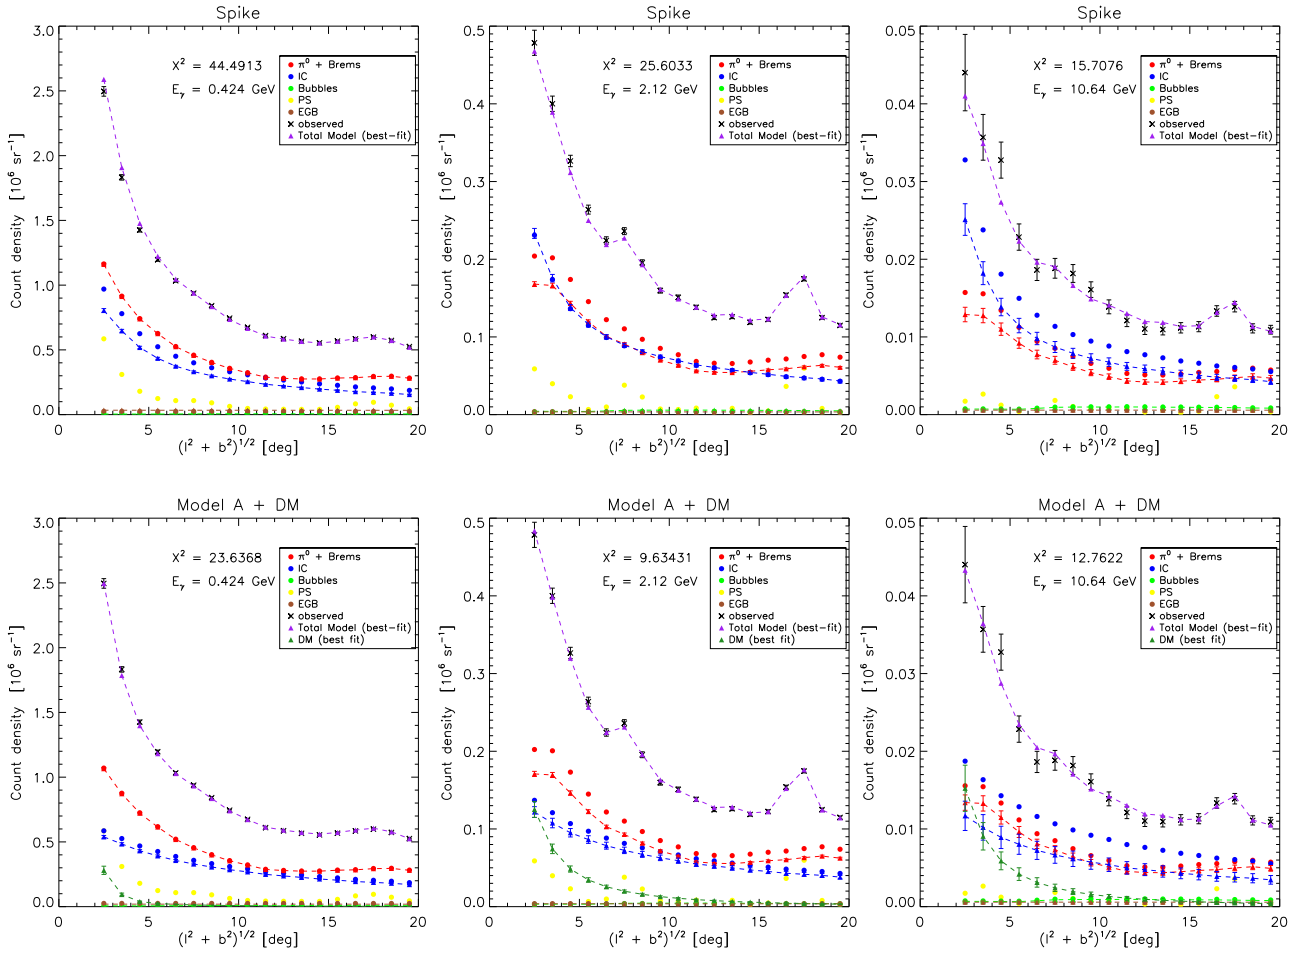 Spike
3.0
2.5
2.0
1.5
1.0
0.5
0.0
0 5 10 15 20
Count density [10⁶ sr⁻¹]
(l² + b²)^1/2 [deg]
X² = 44.4913
E_γ = 0.424 GeV
π⁰ + Brems
IC
Bubbles
PS
EGB
observed
Total Model (best-fit)
Spike
0.5
0.4
0.3
0.2
0.1
0.0
0 5 10 15 20
Count density [10⁶ sr⁻¹]
(l² + b²)^1/2 [deg]
X² = 25.6033
E_γ = 2.12 GeV
π⁰ + Brems
IC
Bubbles
PS
EGB
observed
Total Model (best-fit)
Spike
0.05
0.04
0.03
0.02
0.01
0.00
0 5 10 15 20
Count density [10⁶ sr⁻¹]
(l² + b²)^1/2 [deg]
X² = 15.7076
E_γ = 10.64 GeV
π⁰ + Brems
IC
Bubbles
PS
EGB
observed
Total Model (best-fit)
Model A + DM
3.0
2.5
2.0
1.5
1.0
0.5
0.0
0 5 10 15 20
Count density [10⁶ sr⁻¹]
(l² + b²)^1/2 [deg]
X² = 23.6368
E_γ = 0.424 GeV
π⁰ + Brems
IC
Bubbles
PS
EGB
observed
Total Model (best-fit)
DM (best fit)
Model A + DM
0.5
0.4
0.3
0.2
0.1
0.0
0 5 10 15 20
Count density [10⁶ sr⁻¹]
(l² + b²)^1/2 [deg]
X² = 9.63431
E_γ = 2.12 GeV
π⁰ + Brems
IC
Bubbles
PS
EGB
observed
Total Model (best-fit)
DM (best fit)
Model A + DM
0.05
0.04
0.03
0.02
0.01
0.00
0 5 10 15 20
Count density [10⁶ sr⁻¹]
(l² + b²)^1/2 [deg]
X² = 12.7622
E_γ = 10.64 GeV
π⁰ + Brems
IC
Bubbles
PS
EGB
observed
Total Model (best-fit)
DM (best fit)